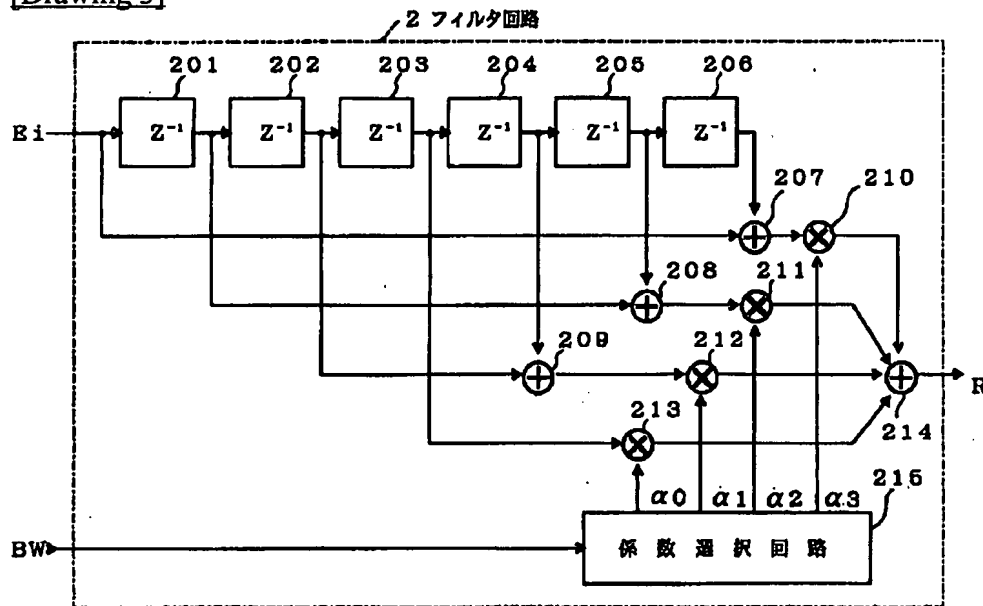 [Drawing 3]
2 フィルタ回路
201 202 203 204 205 206
Ei Z⁻¹ Z⁻¹ Z⁻¹ Z⁻¹ Z⁻¹ Z⁻¹
207 210
208 211
209 212
R
213 214
α0 α1 α2 α3 215
BW 係数選択回路